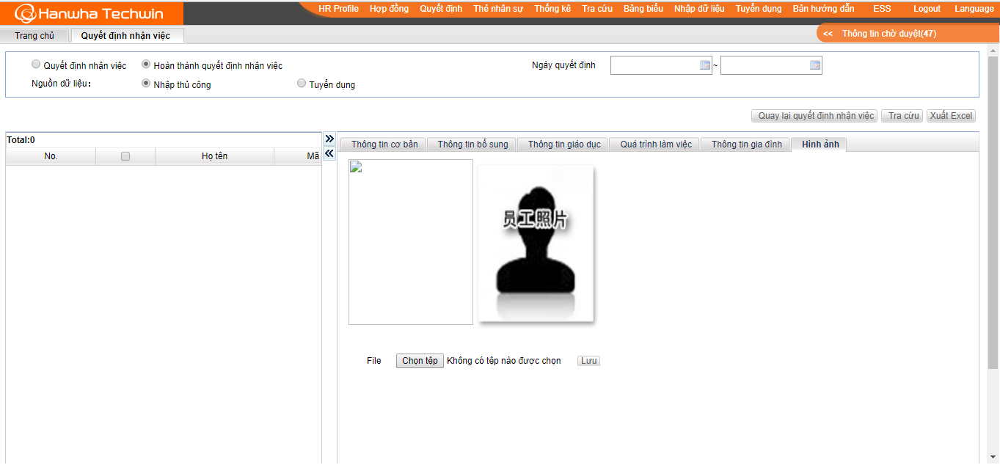 Hanwha Techwin
HR Profile Hợp đồng Quyết định Thẻ nhân sự Thống kê Tra cứu Bảng biểu Nhập dữ liệu Tuyển dụng Bản hướng dẫn ESS Logout Language
Trang chủ Quyết định nhận việc << Thông tin chờ duyệt(47)
Quyết định nhận việc Hoàn thành quyết định nhận việc Ngày quyết định ~
Nguồn dữ liệu: Nhập thủ công Tuyển dụng
Quay lại quyết định nhận việc Tra cứu Xuất Excel
Total:0
No. Họ tên Mã
Thông tin cơ bản Thông tin bổ sung Thông tin giáo dục Quá trình làm việc Thông tin gia đình Hình ảnh
员工照片
File Chọn tệp Không có tệp nào được chọn Lưu